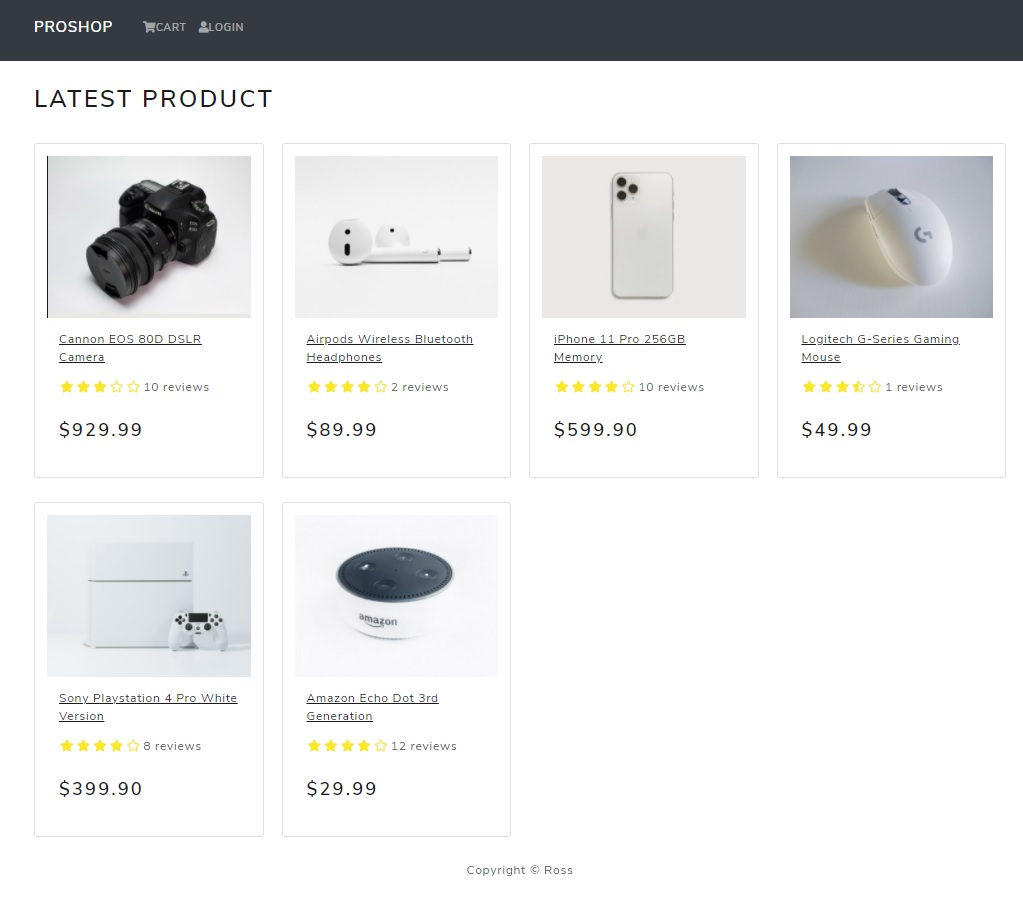 PROSHOP CART LOGIN
LATEST PRODUCT
Cannon EOS 80D DSLR
Camera
10 reviews
$929.99
Airpods Wireless Bluetooth
Headphones
2 reviews
$89.99
iPhone 11 Pro 256GB
Memory
10 reviews
$599.90
Logitech G-Series Gaming
Mouse
1 reviews
$49.99
Sony Playstation 4 Pro White
Version
8 reviews
$399.90
amazon
Amazon Echo Dot 3rd
Generation
12 reviews
$29.99
Copyright © Ross